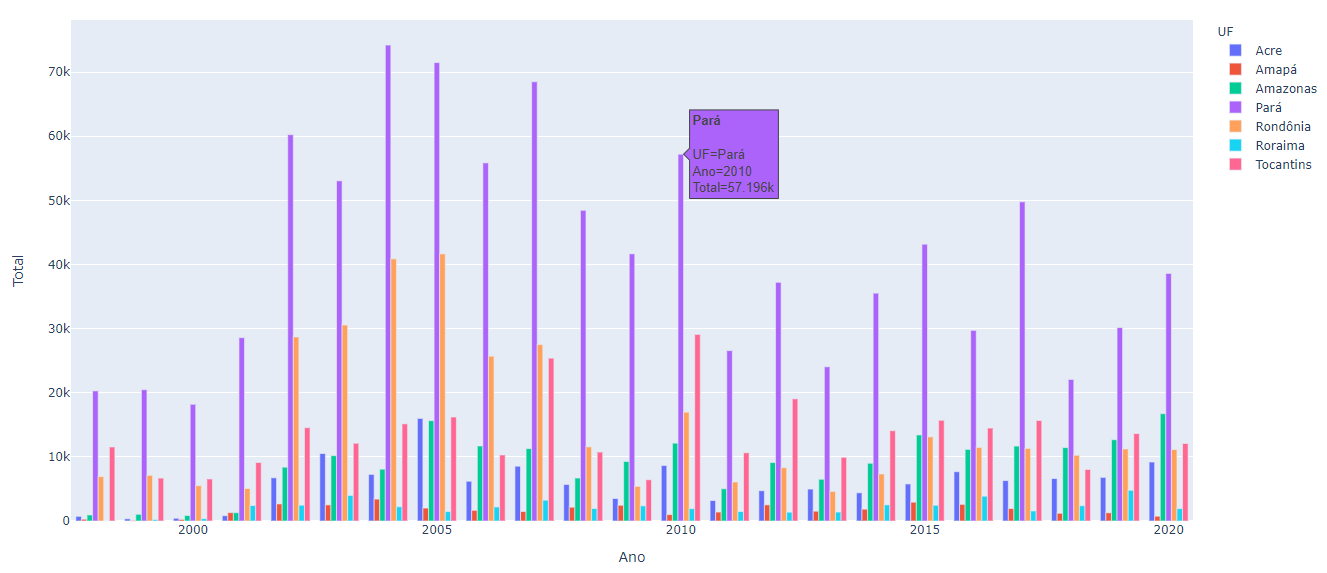 UF
Acre
Amapá
Amazonas
Pará
Rondônia
Roraima
Tocantins
70k
60k
50k
40k
30k
20k
10k
0
Total
Pará
UF=Pará
Ano=2010
Total=57.196k
2000
2005
2010
2015
2020
Ano